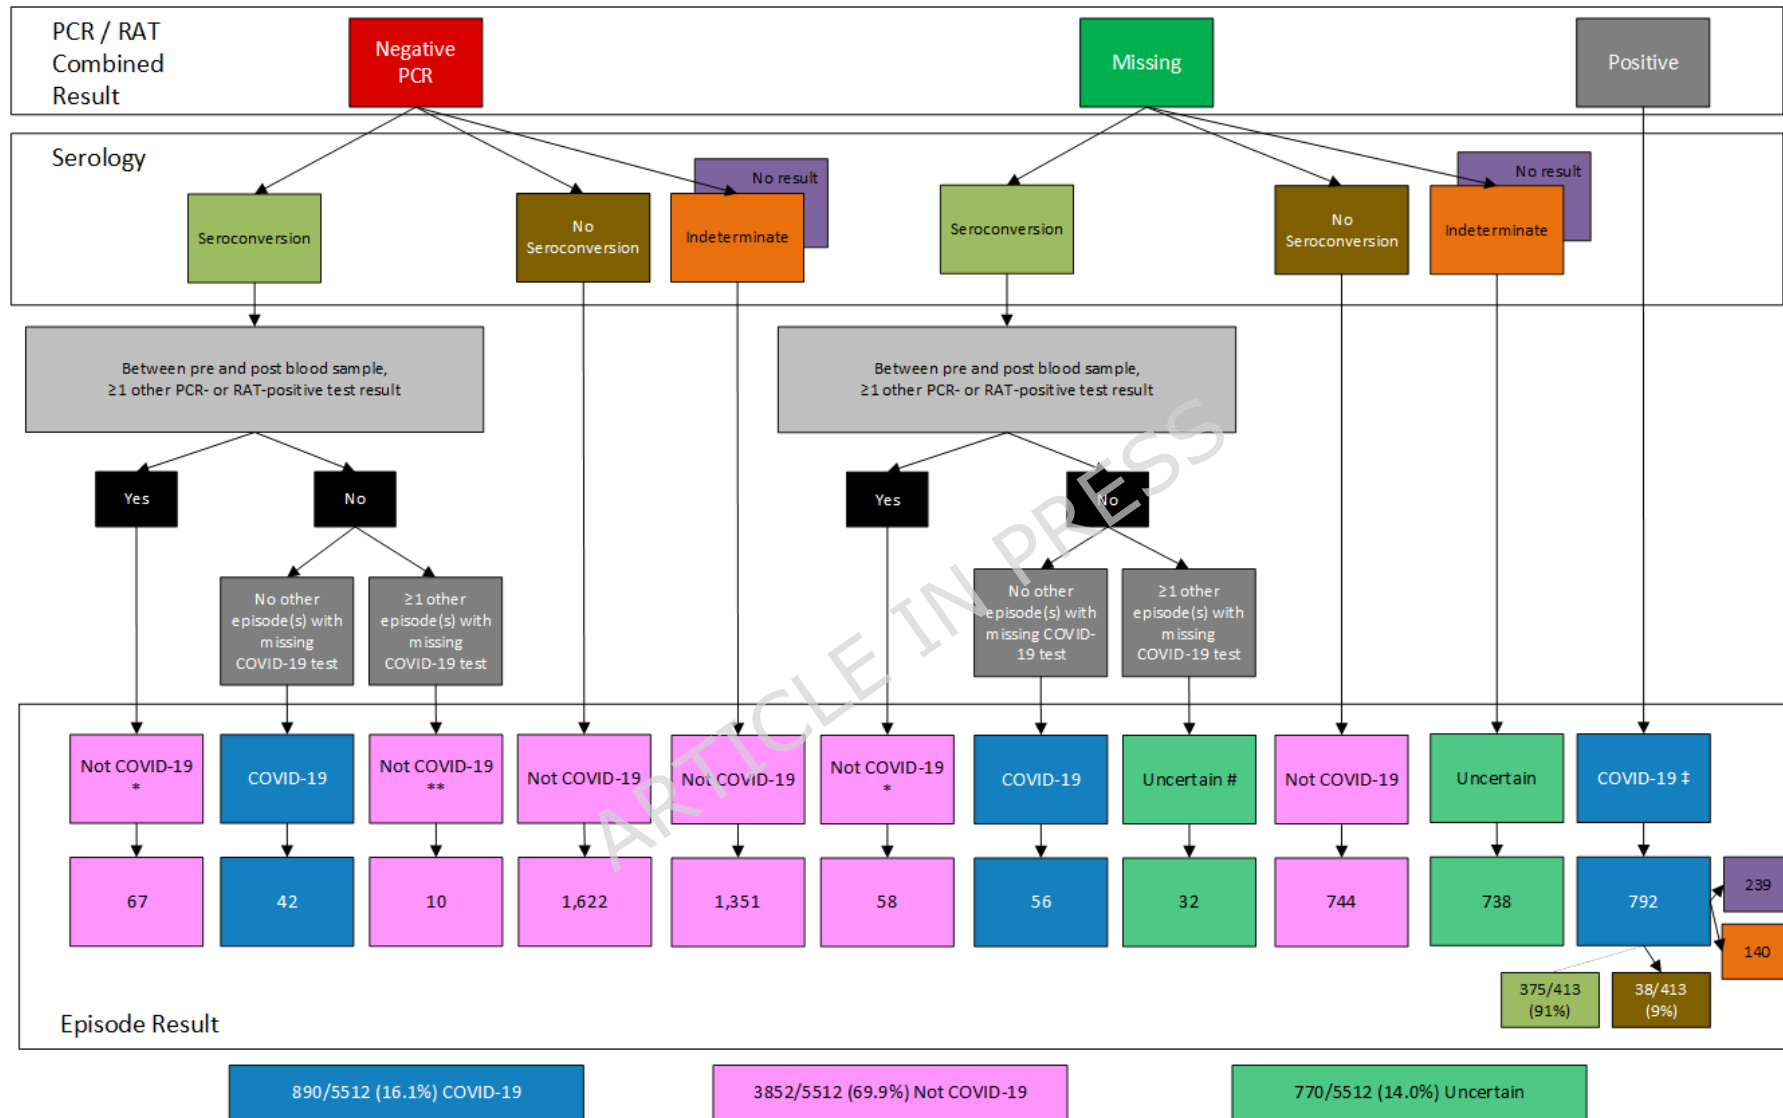 PCR / RAT
Combined
Result
Negative
PCR
Missing
Positive
Serology
Seroconversion
No
Seroconversion
No result
Indeterminate
Seroconversion
No
Seroconversion
No result
Indeterminate
Between pre and post blood sample,
≥1 other PCR- or RAT-positive test result
Between pre and post blood sample,
≥1 other PCR- or RAT-positive test result
Yes
No
Yes
No
No other
episode(s) with
missing
COVID-19 test
≥1 other
episode(s) with
missing
COVID-19 test
No other
episode(s) with
missing COVID-
19 test
≥1 other
episode(s) with
missing
COVID-19 test
Not COVID-19
*
COVID-19
Not COVID-19
**
Not COVID-19
Not COVID-19
Not COVID-19
*
COVID-19
Uncertain #
Not COVID-19
Uncertain
COVID-19 ‡
67
42
10
1,622
1,351
58
56
32
744
738
792
239
140
375/413
(91%)
38/413
(9%)
Episode Result
890/5512 (16.1%) COVID-19
3852/5512 (69.9%) Not COVID-19
770/5512 (14.0%) Uncertain
ARTICLE IN PRESS